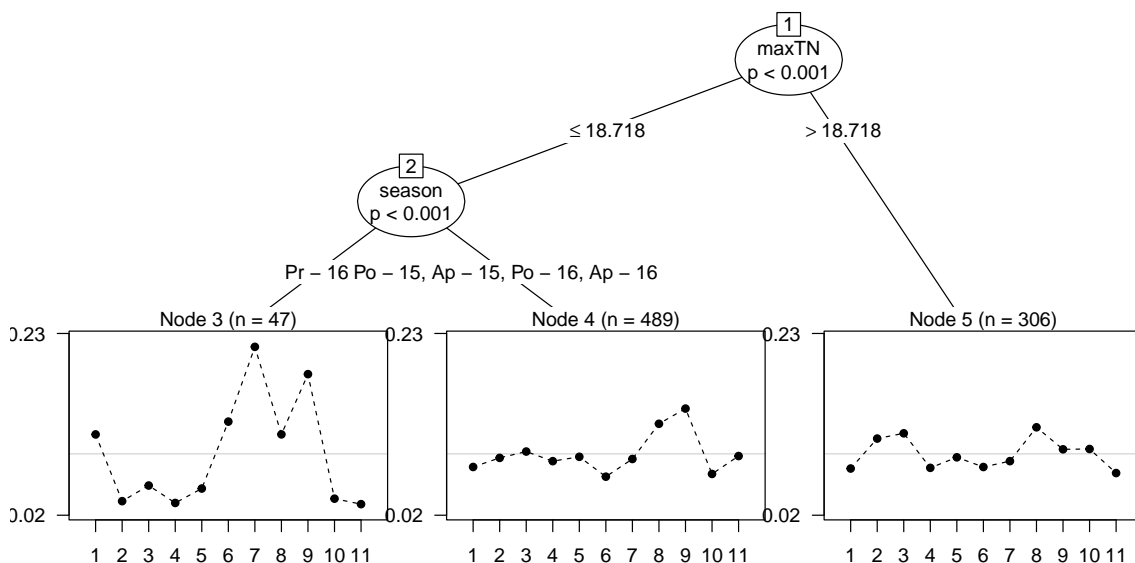 1
maxTN
p < 0.001
≤ 18.718
> 18.718
2
season
p < 0.001
Pr − 16
Po − 15, Ap − 15, Po − 16, Ap − 16
Node 3 (n = 47)
0.23
0.02
1 2 3 4 5 6 7 8 9 10 11
Node 4 (n = 489)
0.23
0.02
1 2 3 4 5 6 7 8 9 10 11
Node 5 (n = 306)
0.23
0.02
1 2 3 4 5 6 7 8 9 10 11